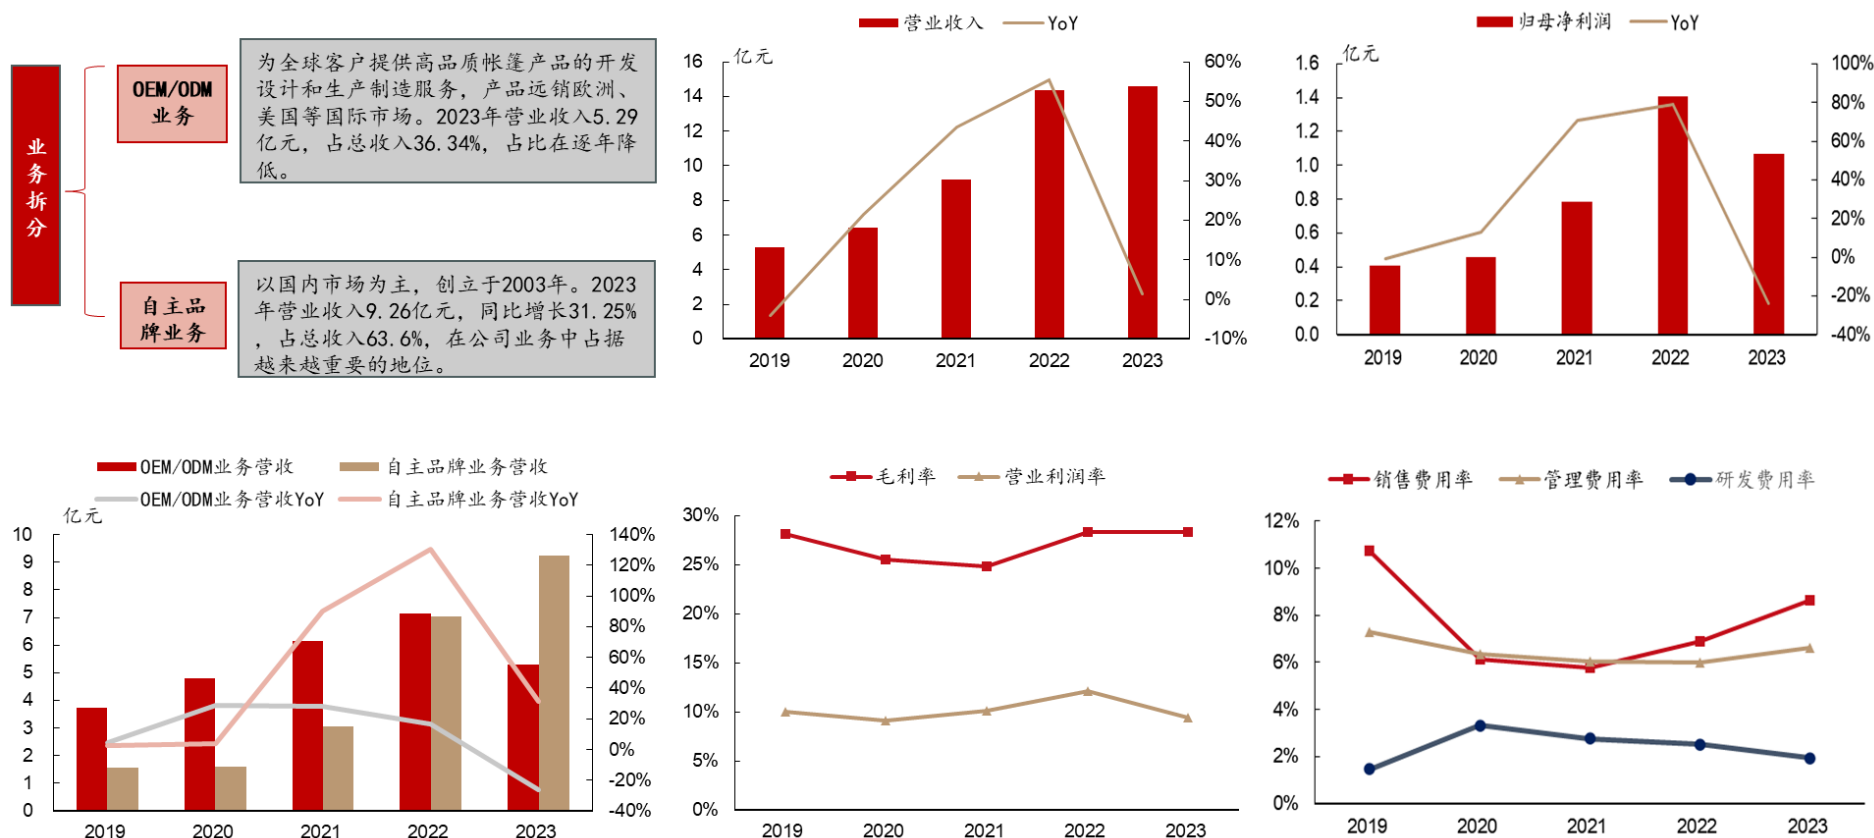 业务拆分
OEM/ODM
业务
为全球客户提供高品质帐篷产品的开发
设计和生产制造服务，产品远销欧洲、
美国等国际市场。2023年营业收入5.29
亿元，占总收入36.34%，占比在逐年降
低。
自主品
牌业务
以国内市场为主，创立于2003年。2023
年营业收入9.26亿元，同比增长31.25%
，占总收入63.6%，在公司业务中占据
越来越重要的地位。
营业收入 YoY
亿元
16 60%
14 50%
12 40%
10 30%
8 20%
6 10%
4 0%
2 -10%
0
2019 2020 2021 2022 2023
归母净利润 YoY
亿元
1.6 100%
1.4 80%
1.2 60%
1.0 40%
0.8 20%
0.6 0%
0.4 -20%
0.2 -40%
0.0
2019 2020 2021 2022 2023
OEM/ODM业务营收 自主品牌业务营收
OEM/ODM业务营收YoY 自主品牌业务营收YoY
亿元
10 140%
9 120%
8 100%
7 80%
6 60%
5 40%
4 20%
3 0%
2 -20%
1 -40%
0
2019 2020 2021 2022 2023
毛利率 营业利润率
30%
25%
20%
15%
10%
5%
0%
2019 2020 2021 2022 2023
销售费用率 管理费用率 研发费用率
12%
10%
8%
6%
4%
2%
0%
2019 2020 2021 2022 2023